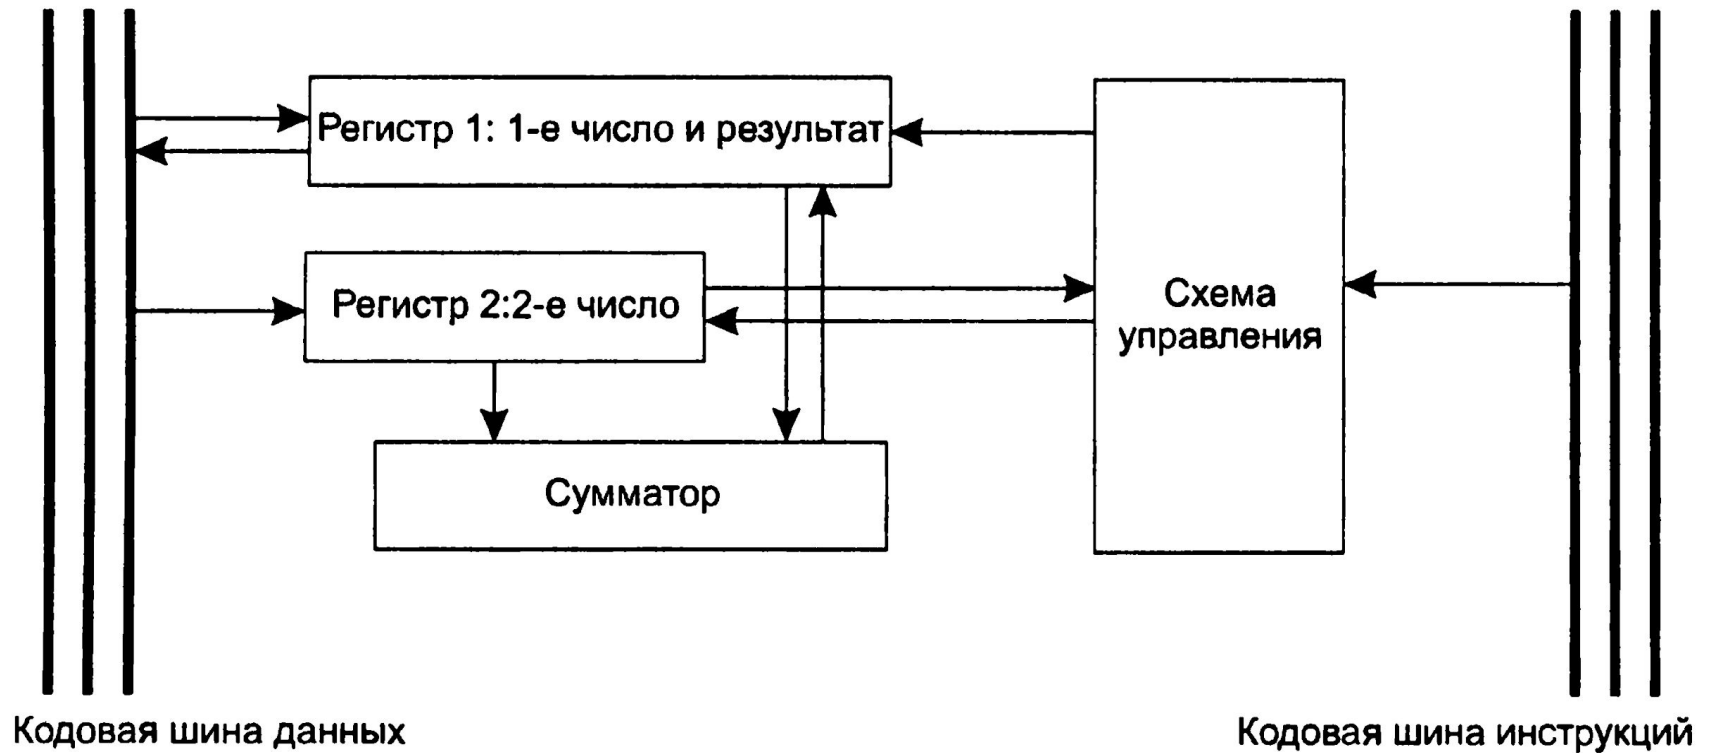 Регистр 1: 1-е число и результат
Регистр 2:2-е число
Схема
управления
Сумматор
Кодовая шина данных
Кодовая шина инструкций